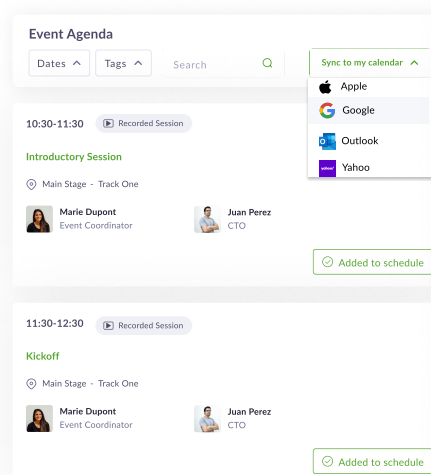 Event Agenda
Dates
Tags
Search
Sync to my calendar
Apple
Google
Outlook
yahoo!
Yahoo
10:30-11:30
Recorded Session
Introductory Session
Main Stage - Track One
Marie Dupont
Event Coordinator
Juan Perez
CTO
Added to schedule
11:30-12:30
Recorded Session
Kickoff
Main Stage - Track One
Marie Dupont
Event Coordinator
Juan Perez
CTO
Added to schedule